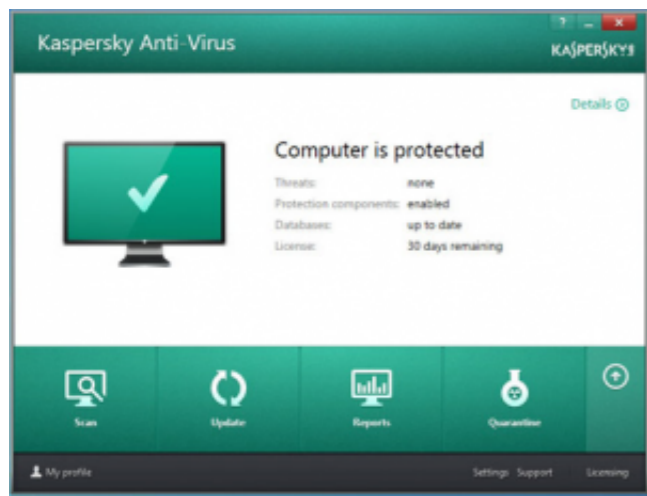 Kaspersky Anti-Virus
?
KASPERSKY
Details
Computer is protected
Threats: none
Protection components: enabled
Databases: up to date
License: 30 days remaining
Scan Update Reports Quarantine
My profile Settings Support Licensing